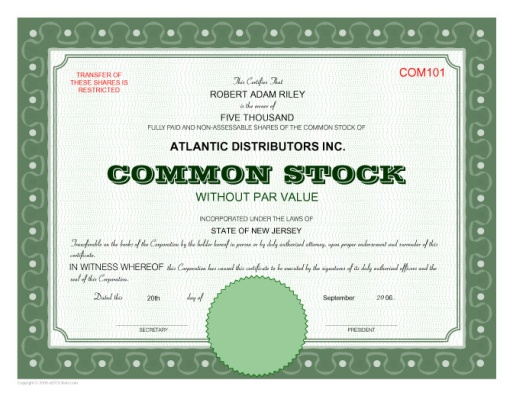 TRANSFER OF
THESE SHARES IS
RESTRICTED
COM101
This Certifies That
ROBERT ADAM RILEY
is the owner of
FIVE THOUSAND
FULLY PAID AND NON-ASSESSABLE SHARES OF THE COMMON STOCK OF
ATLANTIC DISTRIBUTORS INC.
COMMON STOCK
WITHOUT PAR VALUE
INCORPORATED UNDER THE LAWS OF
STATE OF NEW JERSEY
Transferable on the books of the Corporation by the holder hereof in person or by duly authorized attorney, upon proper endorsement and surrender of this
certificate.
IN WITNESS WHEREOF this Corporation has caused this certificate to be executed by the signatures of its duly authorized officers and the
seal of this Corporation.
Dated this 20th day of September 2006.
SECRETARY PRESIDENT